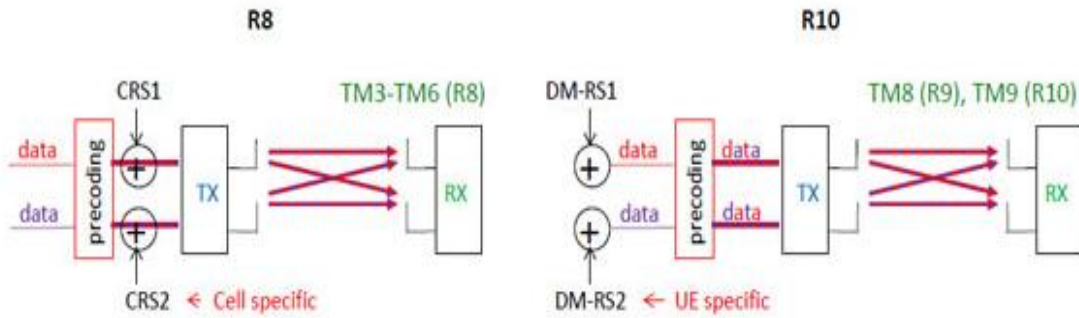 R8
CRS1
TM3-TM6 (R8)
data
data
precoding
+
+
TX
RX
CRS2 ← Cell specific
R10
DM-RS1
TM8 (R9), TM9 (R10)
+
+
data
data
precoding
data
data
TX
RX
DM-RS2 ← UE specific